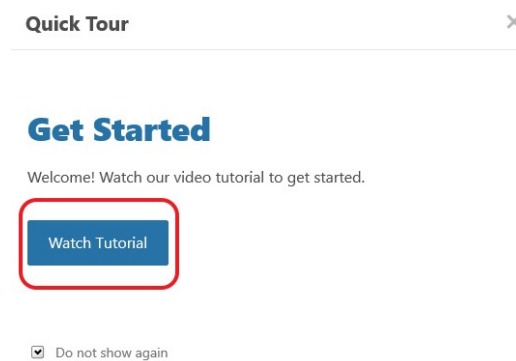 Quick Tour
Get Started
Welcome! Watch our video tutorial to get started.
Watch Tutorial
Do not show again